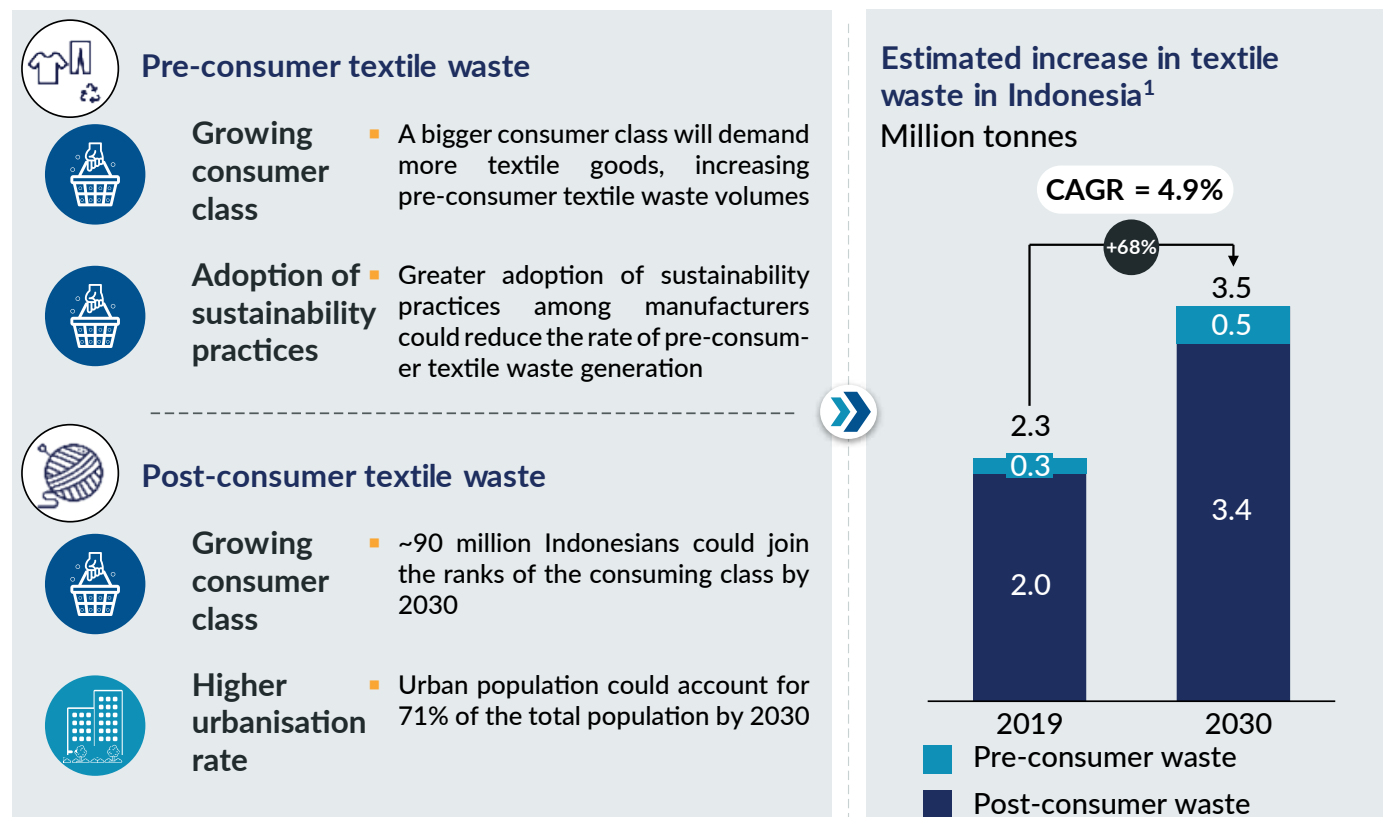 Pre-consumer textile waste
Growing
consumer
class
▪ A bigger consumer class will demand
more textile goods, increasing
pre-consumer textile waste volumes
Adoption of
sustainability
practices
▪ Greater adoption of sustainability
practices among manufacturers
could reduce the rate of pre-consum-
er textile waste generation
Post-consumer textile waste
Growing
consumer
class
▪ ~90 million Indonesians could join
the ranks of the consuming class by
2030
Higher
urbanisation
rate
▪ Urban population could account for
71% of the total population by 2030
Estimated increase in textile
waste in Indonesia¹
Million tonnes
CAGR = 4.9%
+68%
3.5
0.5
2.3
0.3
3.4
2.0
2019 2030
Pre-consumer waste
Post-consumer waste